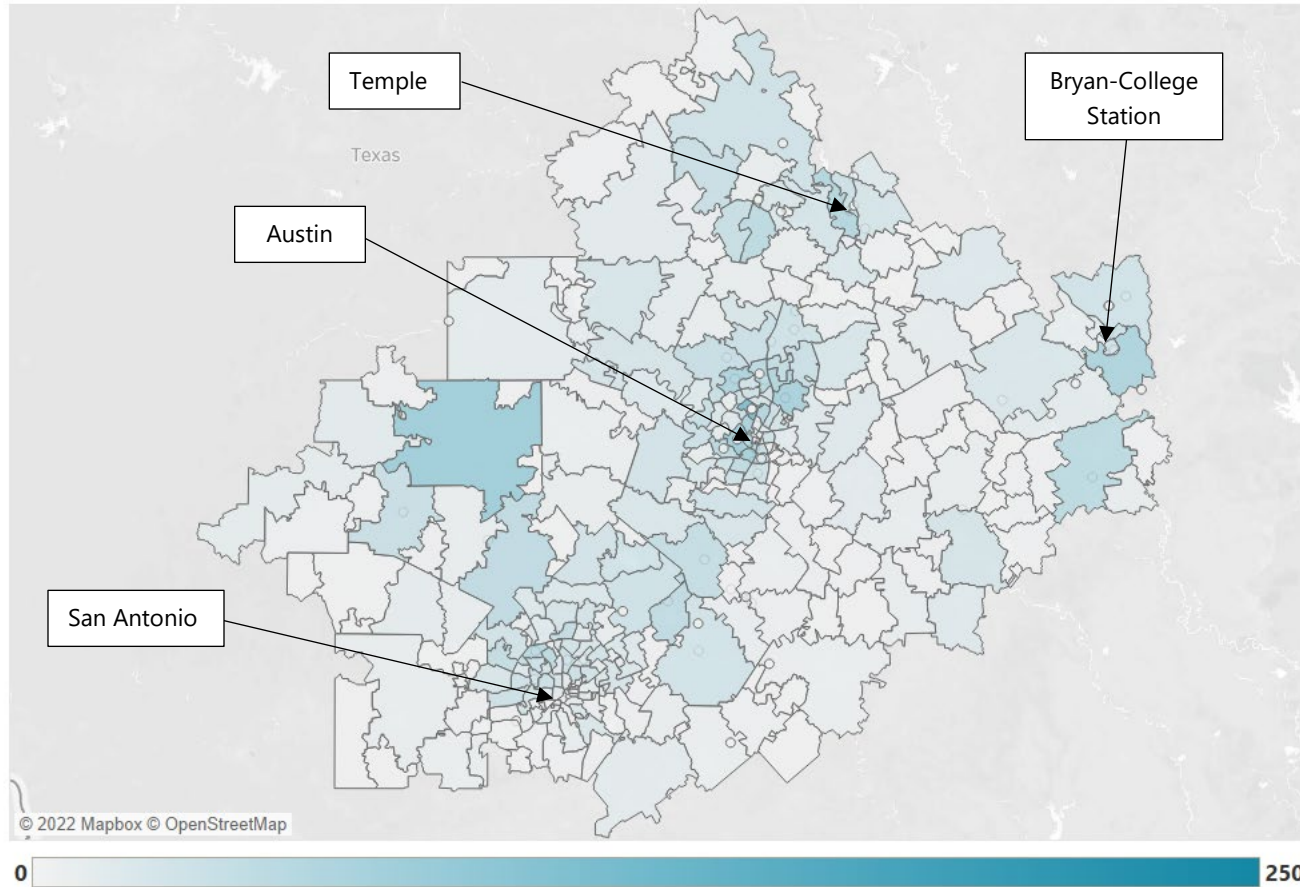 Temple
Bryan-College
Station
Texas
Austin
San Antonio
© 2022 Mapbox © OpenStreetMap
0
250